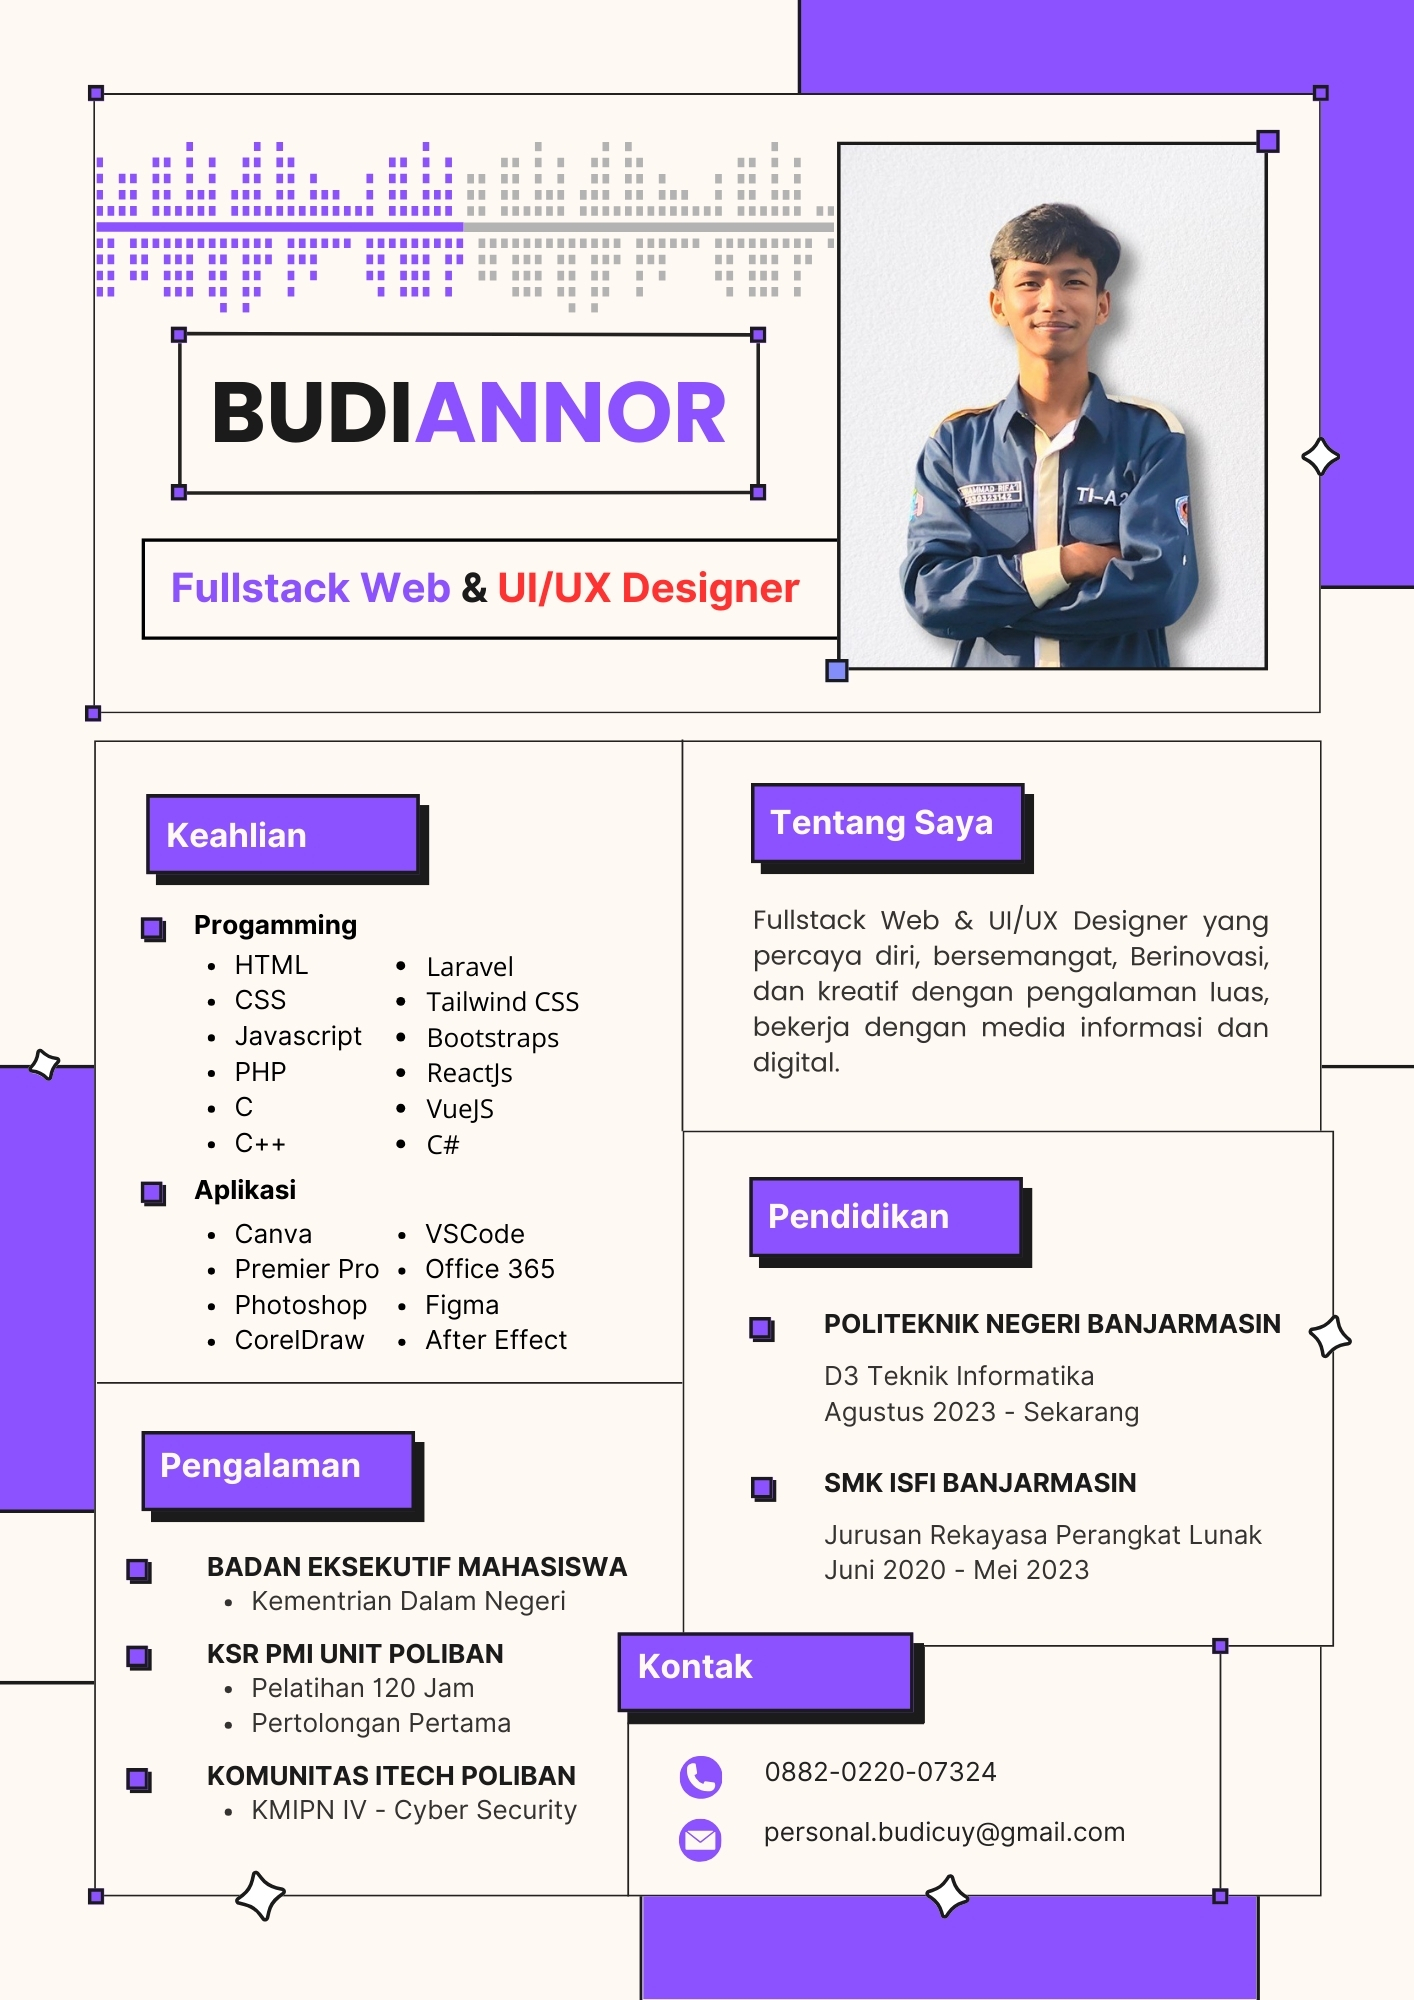 BUDIANNOR
Fullstack Web & UI/UX Designer
TI-A2
Keahlian
Progamming
• HTML
• CSS
• Javascript
• PHP
• C
• C++
• Laravel
• Tailwind CSS
• Bootstraps
• ReactJs
• VueJS
• C#
Aplikasi
• Canva
• Premier Pro
• Photoshop
• CorelDraw
• VSCode
• Office 365
• Figma
• After Effect
Pengalaman
BADAN EKSEKUTIF MAHASISWA
• Kementrian Dalam Negeri
KSR PMI UNIT POLIBAN
• Pelatihan 120 Jam
• Pertolongan Pertama
KOMUNITAS ITECH POLIBAN
• KMIPN IV - Cyber Security
Tentang Saya
Fullstack Web & UI/UX Designer yang
percaya diri, bersemangat, Berinovasi,
dan kreatif dengan pengalaman luas,
bekerja dengan media informasi dan
digital.
Pendidikan
POLITEKNIK NEGERI BANJARMASIN
D3 Teknik Informatika
Agustus 2023 - Sekarang
SMK ISFI BANJARMASIN
Jurusan Rekayasa Perangkat Lunak
Juni 2020 - Mei 2023
Kontak
0882-0220-07324
personal.budicuy@gmail.com